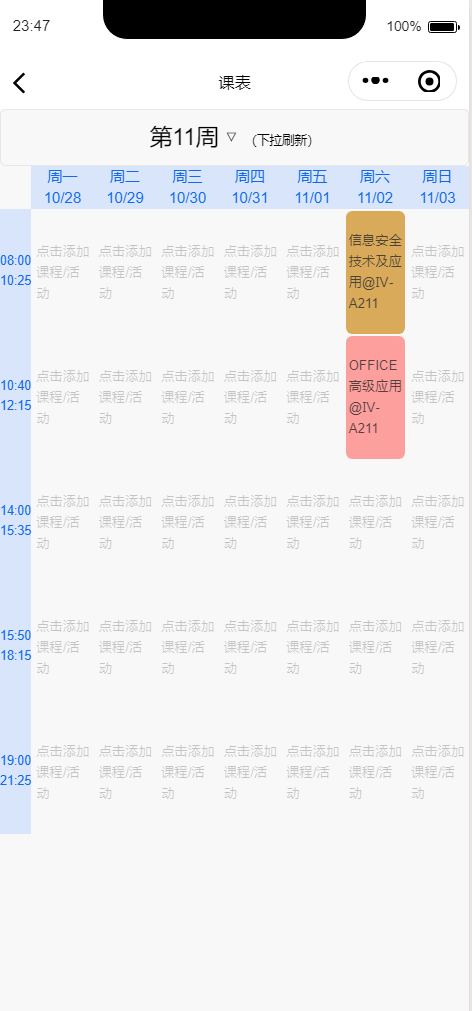 23:47
100%
课表
第11周 ▽ (下拉刷新)
周一 周二 周三 周四 周五 周六 周日
10/28 10/29 10/30 10/31 11/01 11/02 11/03
08:00
10:25
点击添加
课程/活
动
点击添加
课程/活
动
点击添加
课程/活
动
点击添加
课程/活
动
点击添加
课程/活
动
信息安全
技术及应
用@IV-
A211
点击添加
课程/活
动
10:40
12:15
点击添加
课程/活
动
点击添加
课程/活
动
点击添加
课程/活
动
点击添加
课程/活
动
点击添加
课程/活
动
OFFICE
高级应用
@IV-
A211
点击添加
课程/活
动
14:00
15:35
点击添加
课程/活
动
点击添加
课程/活
动
点击添加
课程/活
动
点击添加
课程/活
动
点击添加
课程/活
动
点击添加
课程/活
动
点击添加
课程/活
动
15:50
18:15
点击添加
课程/活
动
点击添加
课程/活
动
点击添加
课程/活
动
点击添加
课程/活
动
点击添加
课程/活
动
点击添加
课程/活
动
点击添加
课程/活
动
19:00
21:25
点击添加
课程/活
动
点击添加
课程/活
动
点击添加
课程/活
动
点击添加
课程/活
动
点击添加
课程/活
动
点击添加
课程/活
动
点击添加
课程/活
动